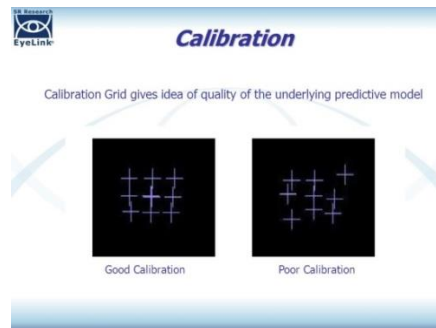 SR Research
EyeLink
Calibration
Calibration Grid gives idea of quality of the underlying predictive model
Good Calibration
Poor Calibration